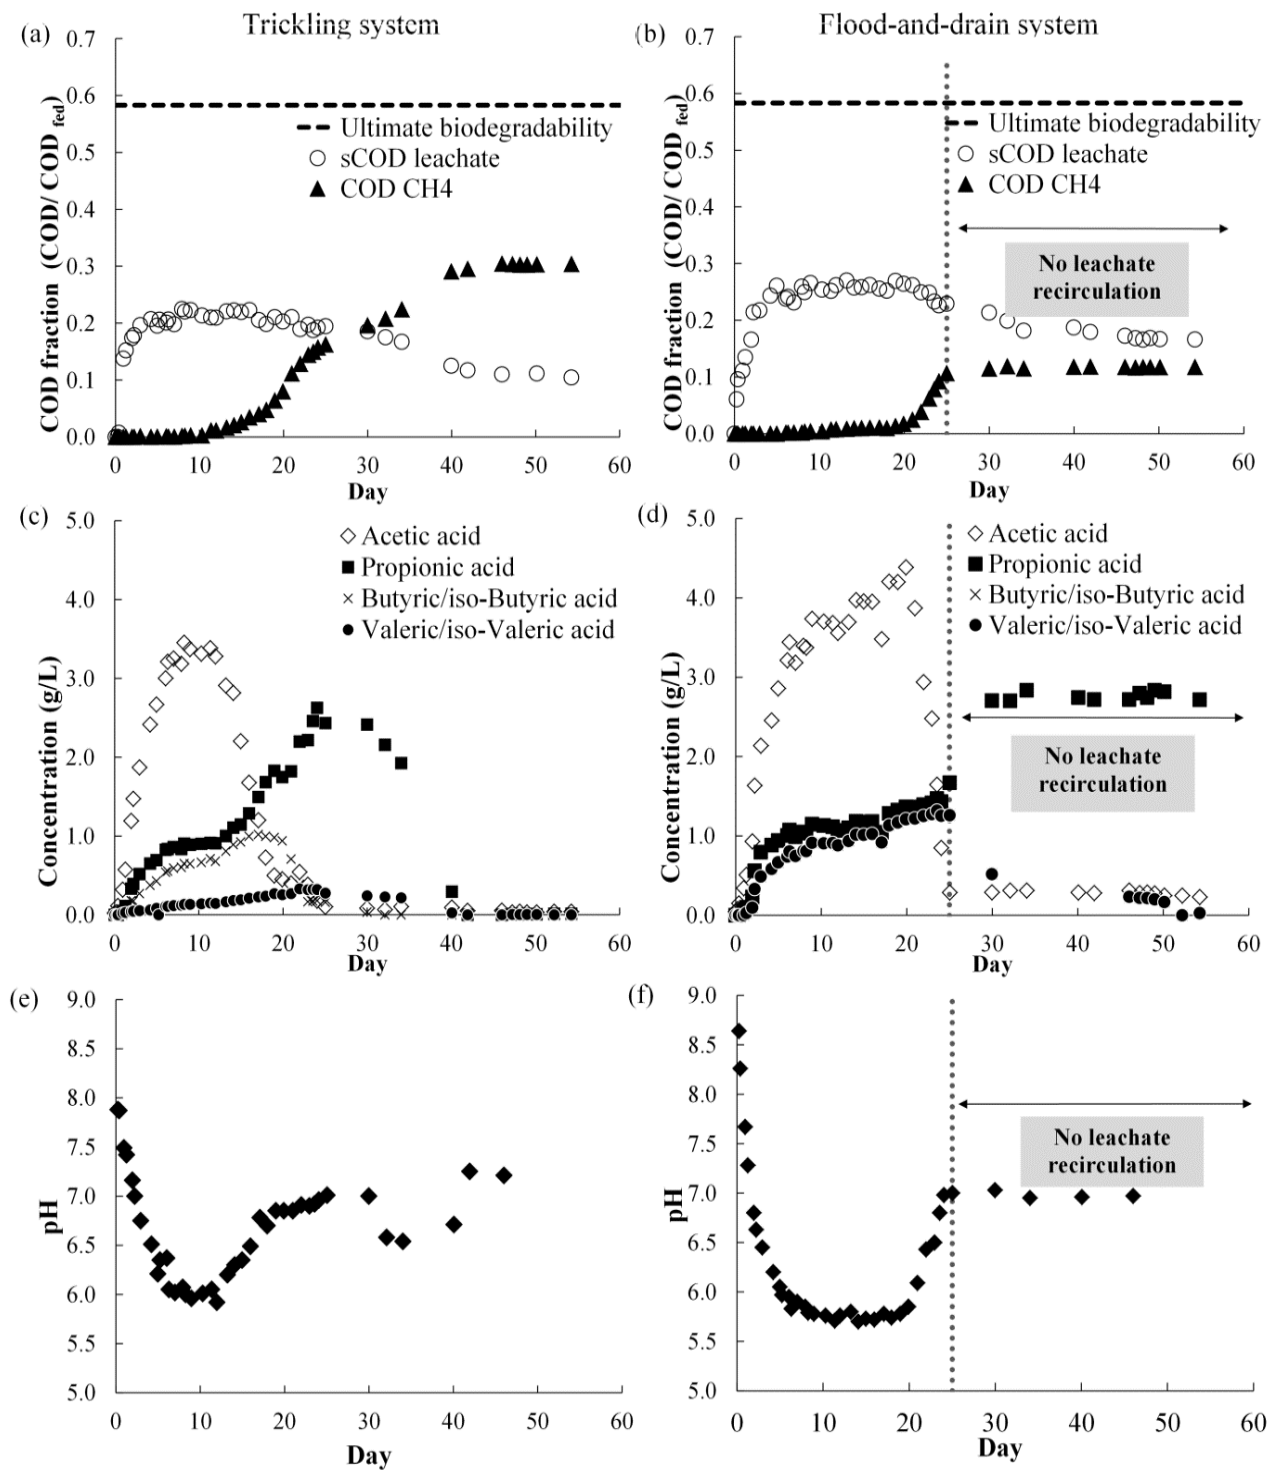 Trickling system
Flood-and-drain system
(a)
COD fraction (COD/ COD fed)
0.7
0.6
0.5
0.4
0.3
0.2
0.1
0.0
Ultimate biodegradability
sCOD leachate
COD CH4
0 10 20 30 40 50 60
Day
(b)
COD fraction (COD/ COD fed)
0.7
0.6
0.5
0.4
0.3
0.2
0.1
0.0
Ultimate biodegradability
sCOD leachate
COD CH4
No leachate
recirculation
0 10 20 30 40 50 60
Day
(c)
Concentration (g/L)
5.0
4.0
3.0
2.0
1.0
0.0
Acetic acid
Propionic acid
Butyric/iso-Butyric acid
Valeric/iso-Valeric acid
0 10 20 30 40 50 60
Day
(d)
Concentration (g/L)
5.0
4.0
3.0
2.0
1.0
0.0
Acetic acid
Propionic acid
Butyric/iso-Butyric acid
Valeric/iso-Valeric acid
No leachate
recirculation
0 10 20 30 40 50 60
Day
(e)
pH
9.0
8.5
8.0
7.5
7.0
6.5
6.0
5.5
5.0
0 10 20 30 40 50 60
Day
(f)
pH
9.0
8.5
8.0
7.5
7.0
6.5
6.0
5.5
5.0
No leachate
recirculation
0 10 20 30 40 50 60
Day